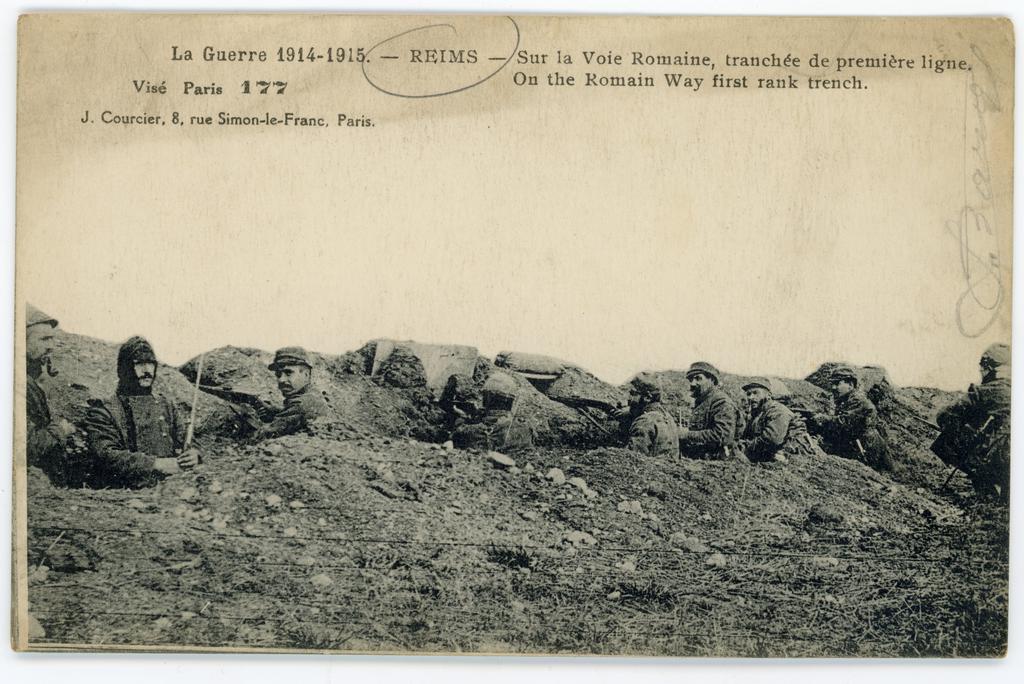 La Guerre 1914-1915. — REIMS — Sur la Voie Romaine, tranchée de première ligne.
On the Romain Way first rank trench.
Visé Paris 177
J. Courcier, 8, rue Simon-le-Franc, Paris.